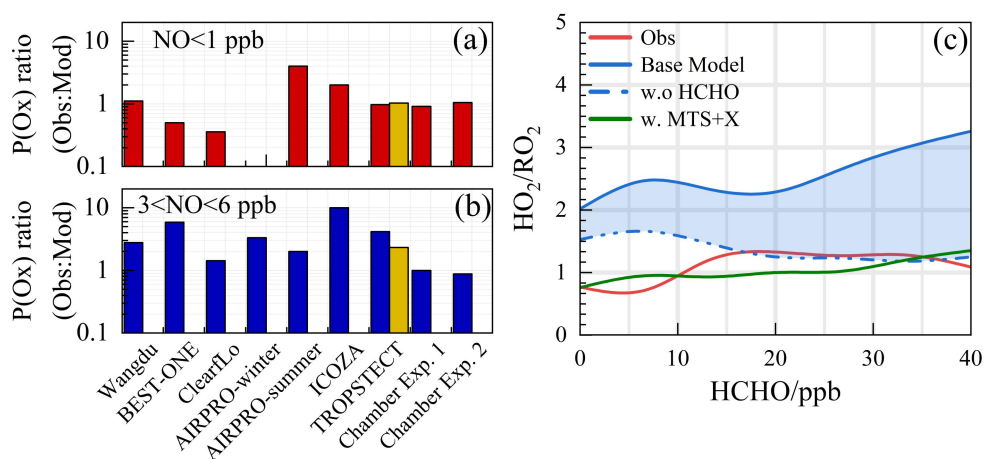 NO<1 ppb
(a)
P(Ox) ratio
((Obs:Mod)
10
1
0.1
3<NO<6 ppb
(b)
P(Ox) ratio
((Obs:Mod)
10
1
0.1
Wangdu
BEST-ONE
ClearfLo
AIRPRO-winter
AIRPRO-summer
ICOZA
TROPSTECT
Chamber Exp. 1
Chamber Exp. 2
(c)
Obs
Base Model
w.o HCHO
w. MTS+X
HO₂/RO₂
5
4
3
2
1
0
0 10 20 30 40
HCHO/ppb